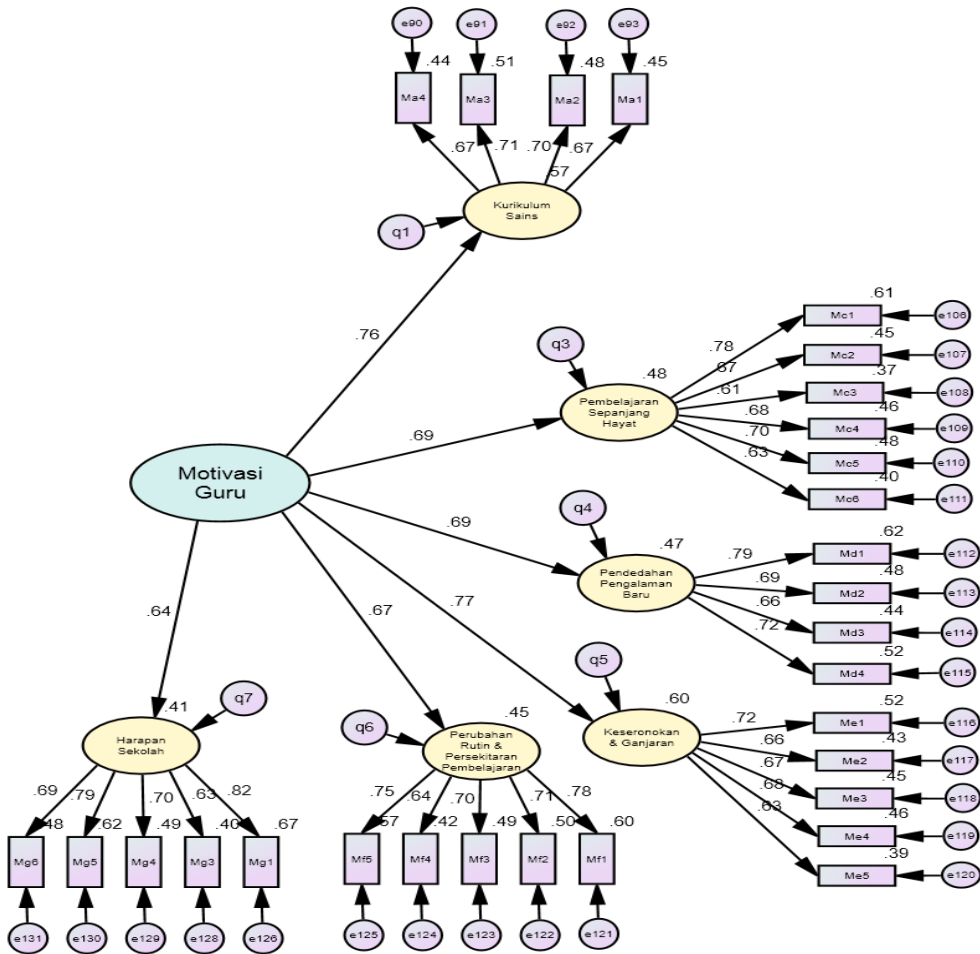 e90 e91 e92 e93
.44 .51 .48 .45
Ma4 Ma3 Ma2 Ma1
.67 .71 .70 .67
.57
Kurikulum
Sains
q1
.76
.61
Mc1 e106
.78
.45
Mc2 e107
.67
.37
Mc3 e108
.61
.46
Mc4 e109
.68
.48
Mc5 e110
.70
.40
Mc6 e111
.63
q3
.48
Pembelajaran
Sepanjang
Hayat
.69
Motivasi
Guru
q4
.47
Pendedahan
Pengalaman
Baru
.69
.62
.79
Md1 e112
.48
.69
Md2 e113
.44
.66
Md3 e114
.52
.72
Md4 e115
.77
q5
.60
Keseronokan
& Ganjaran
.52
.72
Me1 e116
.43
.66
Me2 e117
.45
.67
Me3 e118
.46
.68
Me4 e119
.39
.63
Me5 e120
.64
.67
q7
.41
Harapan
Sekolah
.69 .79 .70 .63 .82
.48 .62 .49 .40 .67
Mg6 Mg5 Mg4 Mg3 Mg1
e131 e130 e129 e128 e126
q6
.45
Perubahan
Rutin &
Persekitaran
Pembelajaran
.75 .64 .70 .71 .78
.57 .42 .49 .50 .60
Mf5 Mf4 Mf3 Mf2 Mf1
e125 e124 e123 e122 e121